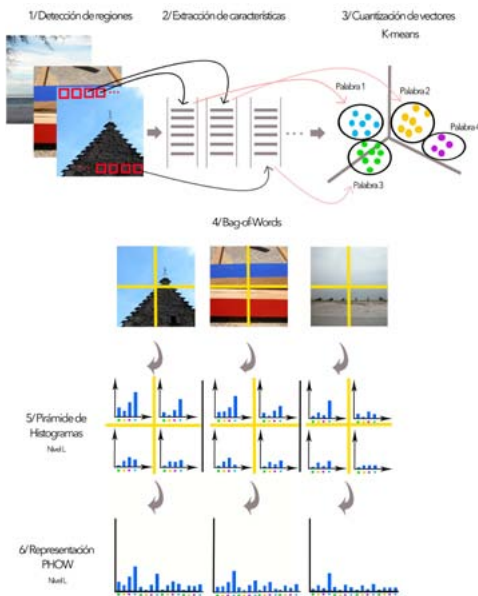 1/ Detección de regiones
2/ Extracción de características
3/ Cuantización de vectores
K-means
Palabra 1
Palabra 2
Palabra 4
Palabra 3
4/ Bag-of-Words
5/ Pirámide de
Histogramas
Nivel L
6/ Representación
PHOW
Nivel L